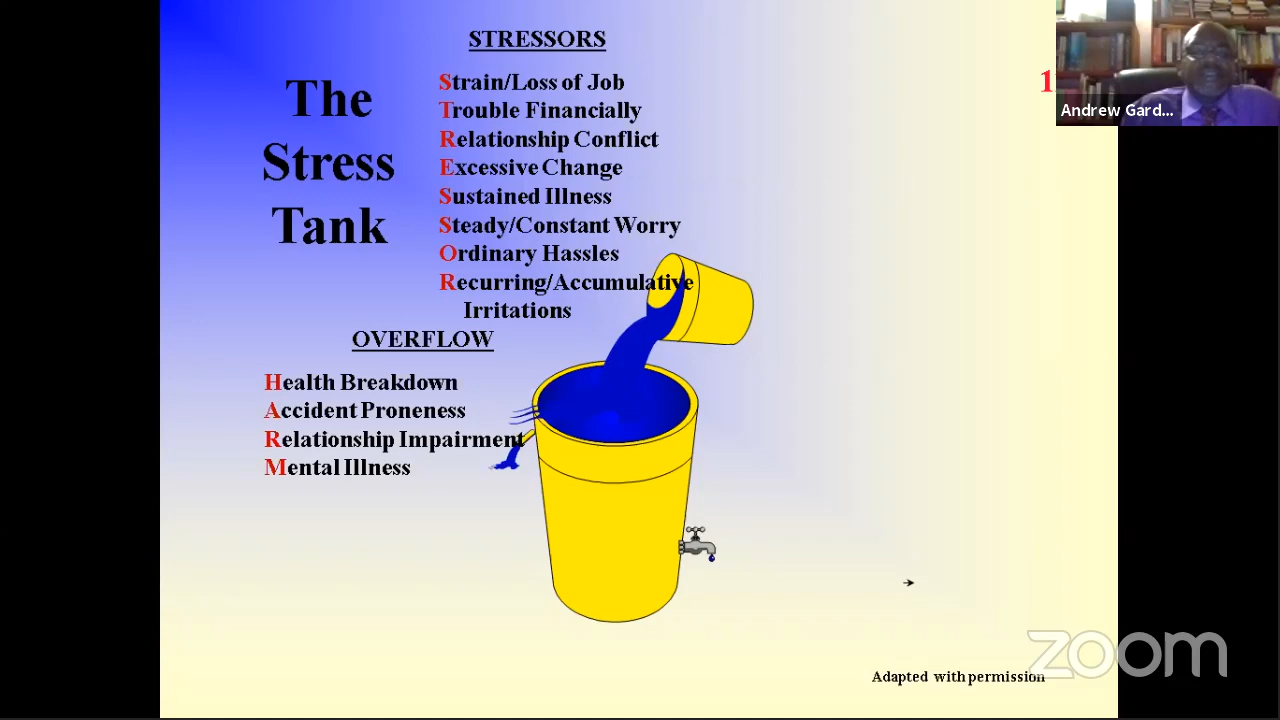 STRESSORS
The
Stress
Tank
Strain/Loss of Job
Trouble Financially
Relationship Conflict
Excessive Change
Sustained Illness
Steady/Constant Worry
Ordinary Hassles
Recurring/Accumulative
Irritations
OVERFLOW
Health Breakdown
Accident Proneness
Relationship Impairment
Mental Illness
1
Andrew Gard...
Adapted with permission
zoom